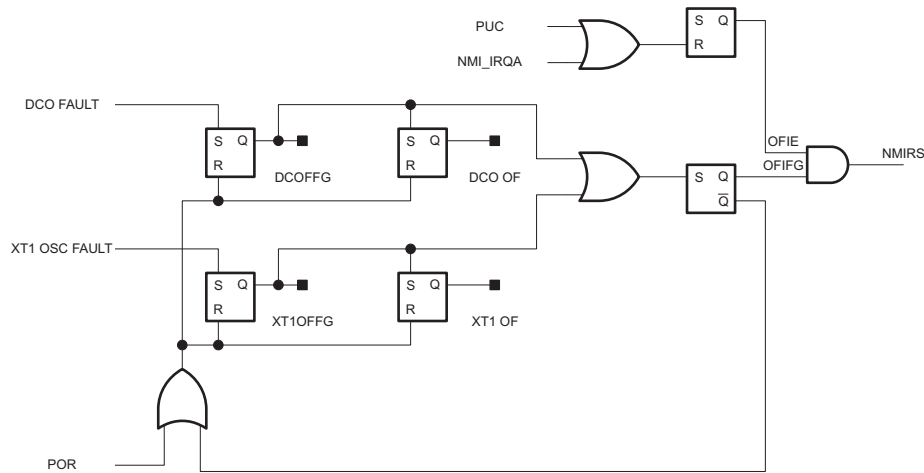 PUC
S Q
R
NMI_IRQA
DCO FAULT
S Q
R
S Q
OFIE
NMIRS
DCOFFG
DCO OF
S Q
Q
OFIFG
XT1 OSC FAULT
S Q
R
S Q
R
XT1OFFG
XT1 OF
POR